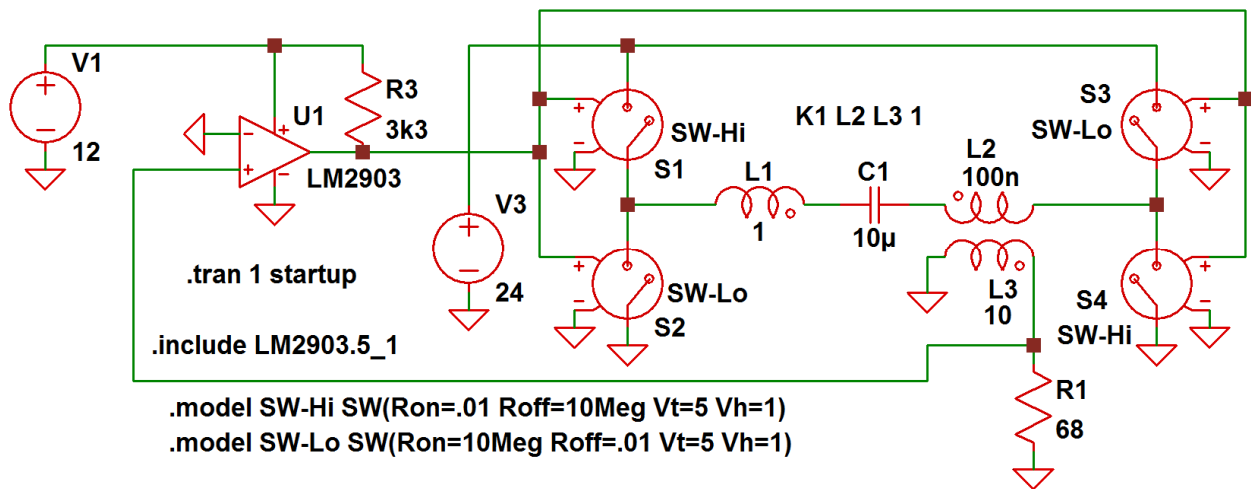 V1
12
U1
LM2903
R3
3k3
SW-Hi
S1
V3
24
SW-Lo
S2
K1 L2 L3 1
L1
1
C1
10µ
L2
100n
L3
10
S3
SW-Lo
S4
SW-Hi
R1
68
.tran 1 startup
.include LM2903.5_1
.model SW-Hi SW(Ron=.01 Roff=10Meg Vt=5 Vh=1)
.model SW-Lo SW(Ron=10Meg Roff=.01 Vt=5 Vh=1)